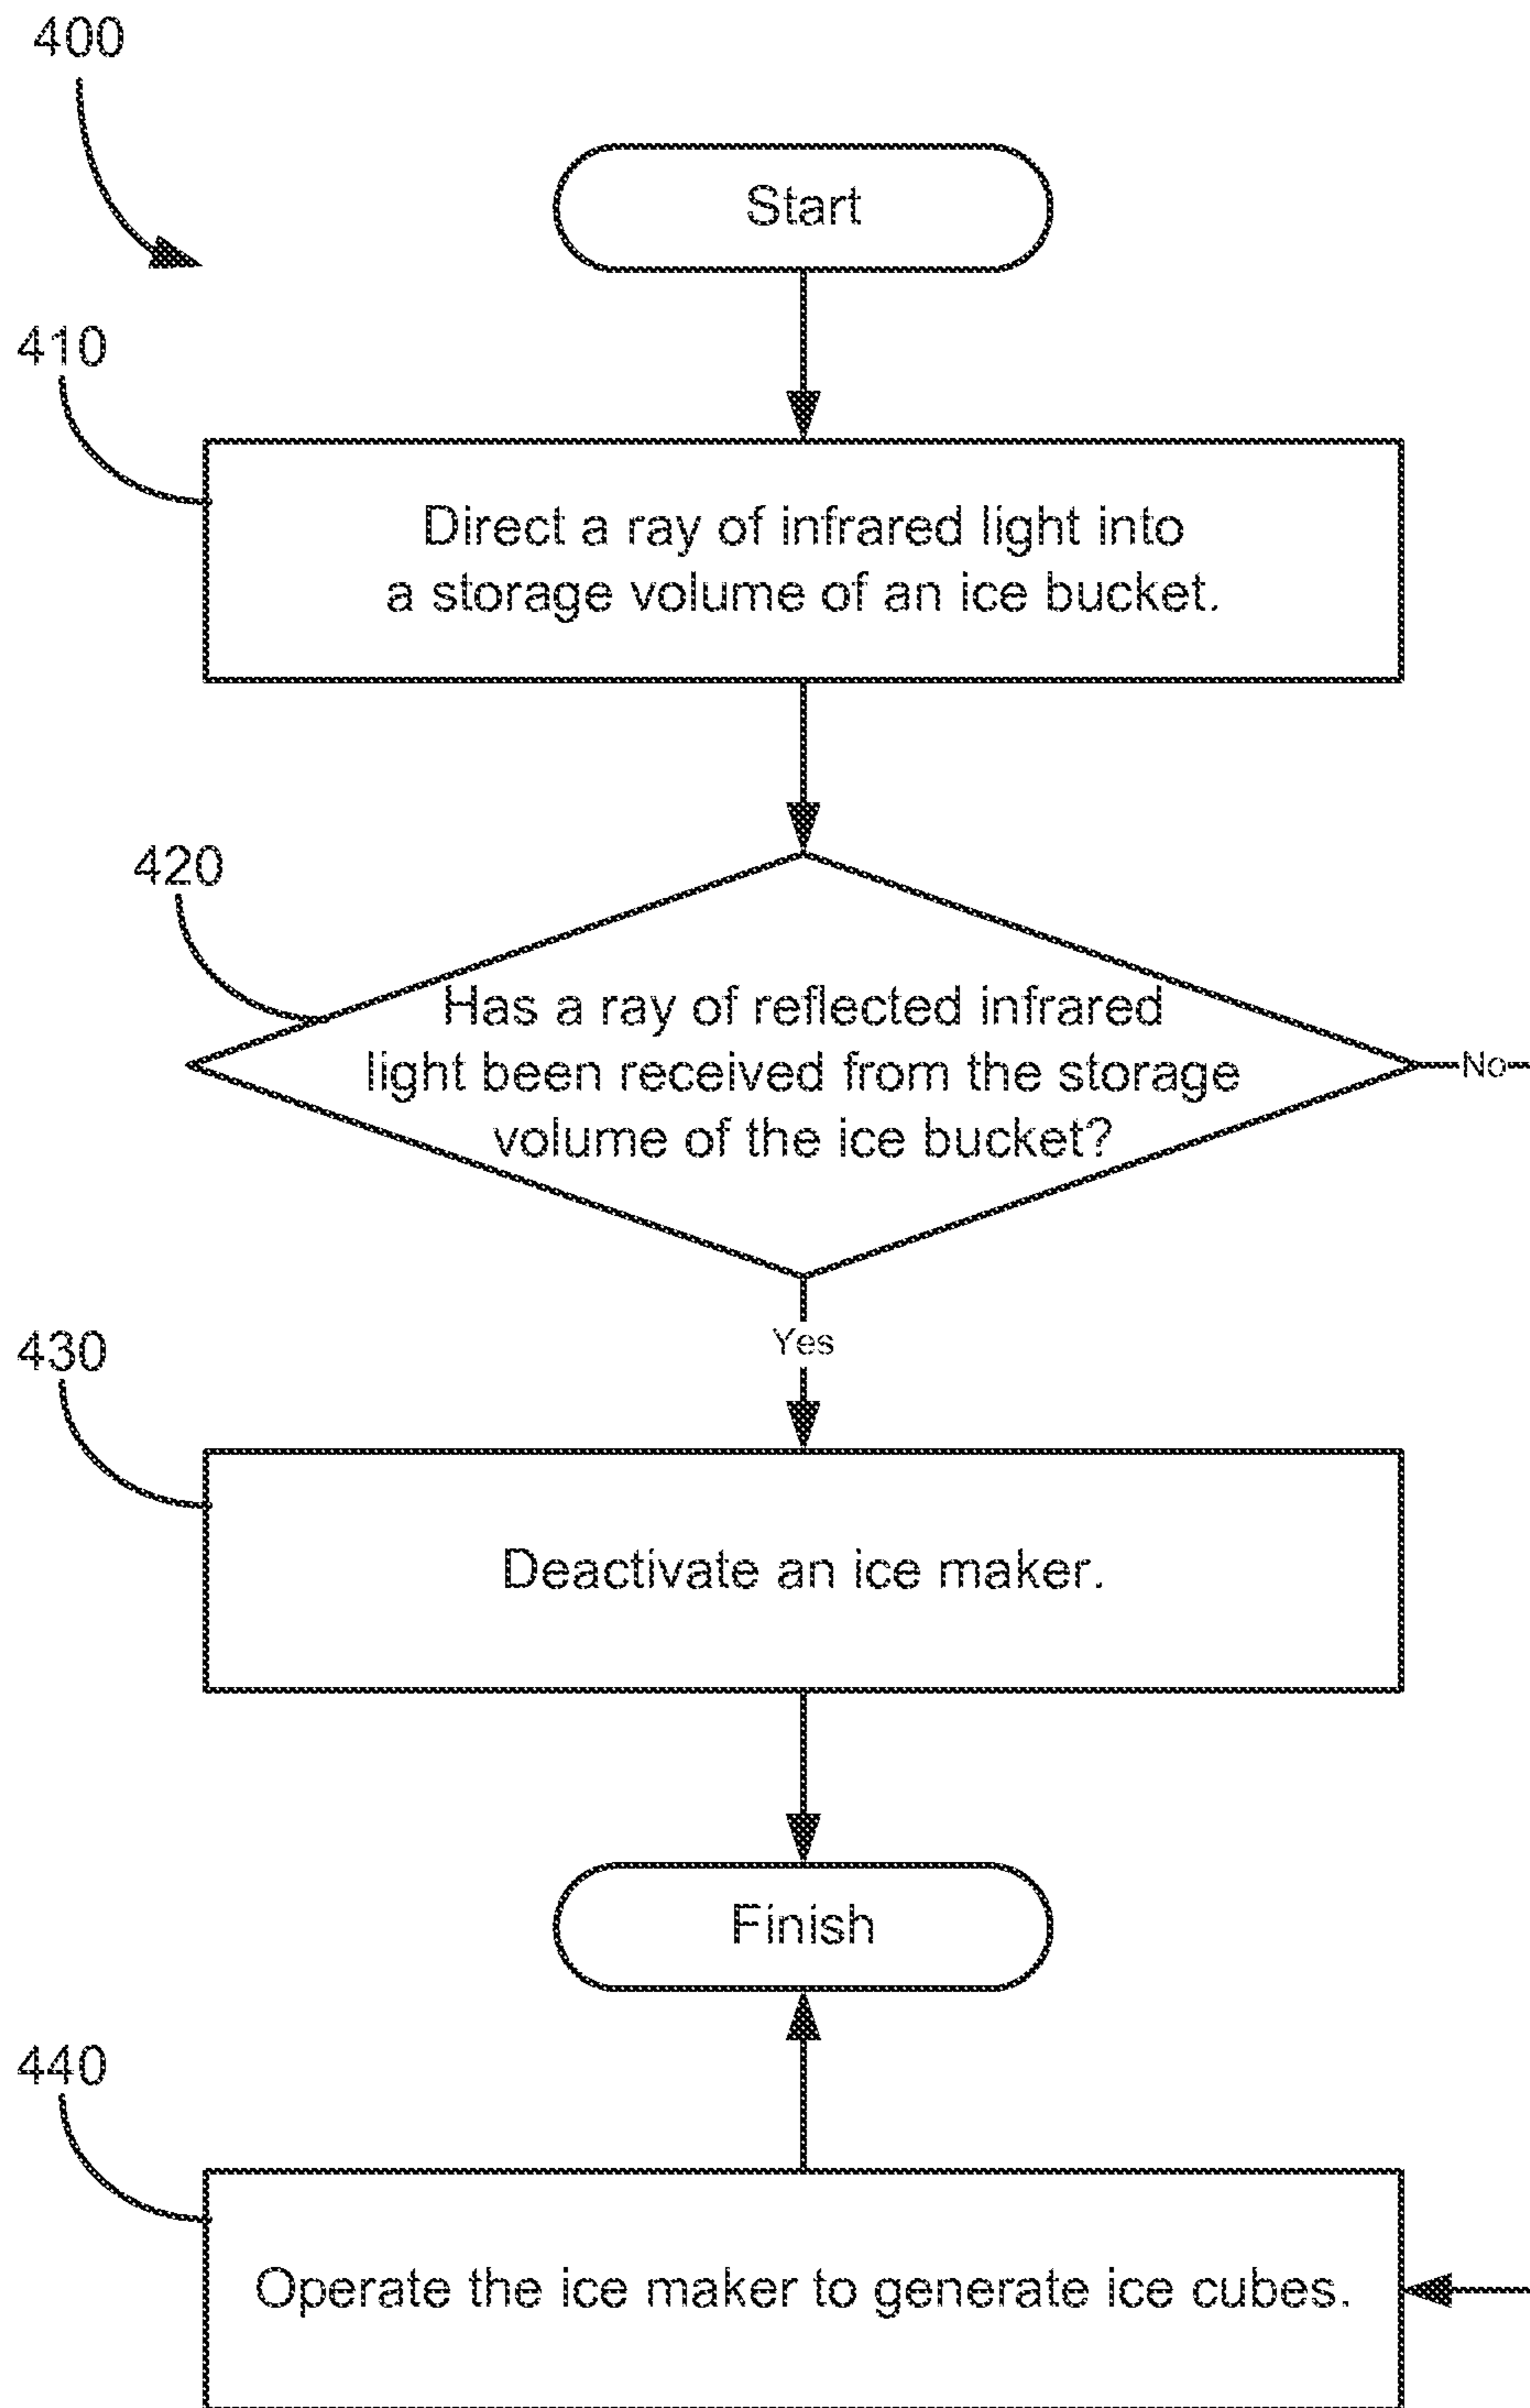 400
Start
410
Direct a ray of infrared light into
a storage volume of an ice bucket.
420
Has a ray of reflected infrared
light been received from the storage
volume of the ice bucket?
No
Yes
430
Deactivate an ice maker.
Finish
440
Operate the ice maker to generate ice cubes.